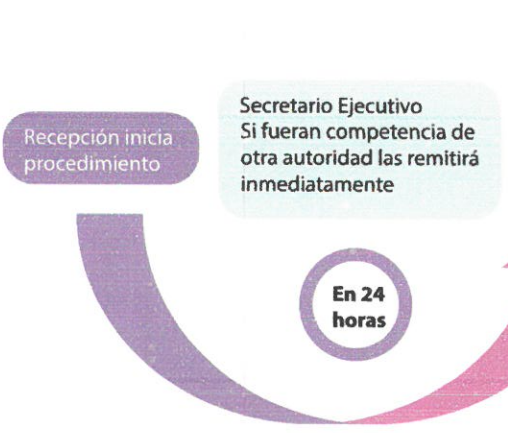 Recepción inicia
procedimiento
Secretario Ejecutivo
Si fueran competencia de
otra autoridad las remitirá
inmediatamente
En 24
horas